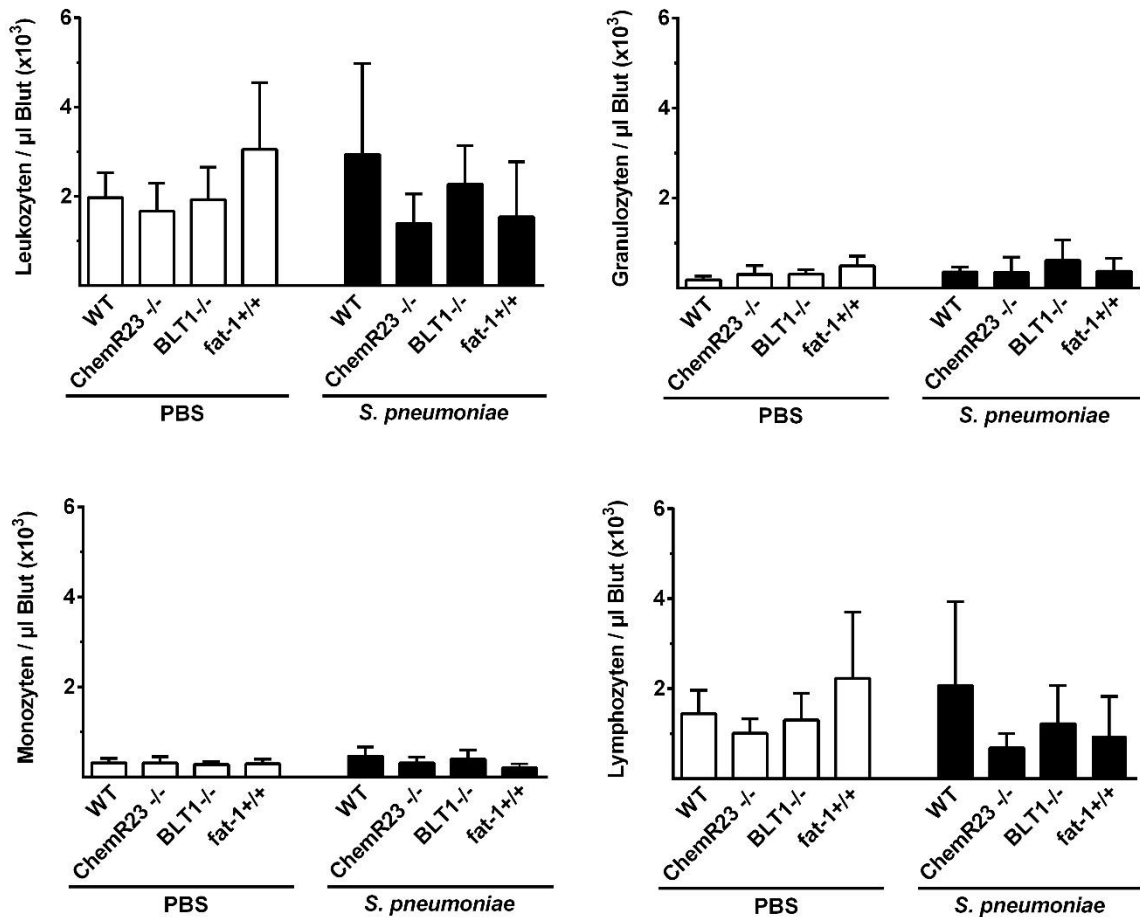 Leukozyten / µl Blut (x10³)
6
4
2
WT
ChemR23 -/-
BLT1-/-
fat-1+/+
WT
ChemR23 -/-
BLT1-/-
fat-1+/+
PBS
S. pneumoniae
Granulozyten / µl Blut (x10³)
6
4
2
WT
ChemR23 -/-
BLT1-/-
fat-1+/+
WT
ChemR23 -/-
BLT1-/-
fat-1+/+
PBS
S. pneumoniae
Monozyten / µl Blut (x10³)
6
4
2
WT
ChemR23 -/-
BLT1-/-
fat-1+/+
WT
ChemR23 -/-
BLT1-/-
fat-1+/+
PBS
S. pneumoniae
Lymphozyten / µl Blut (x10³)
6
4
2
WT
ChemR23 -/-
BLT1-/-
fat-1+/+
WT
ChemR23 -/-
BLT1-/-
fat-1+/+
PBS
S. pneumoniae